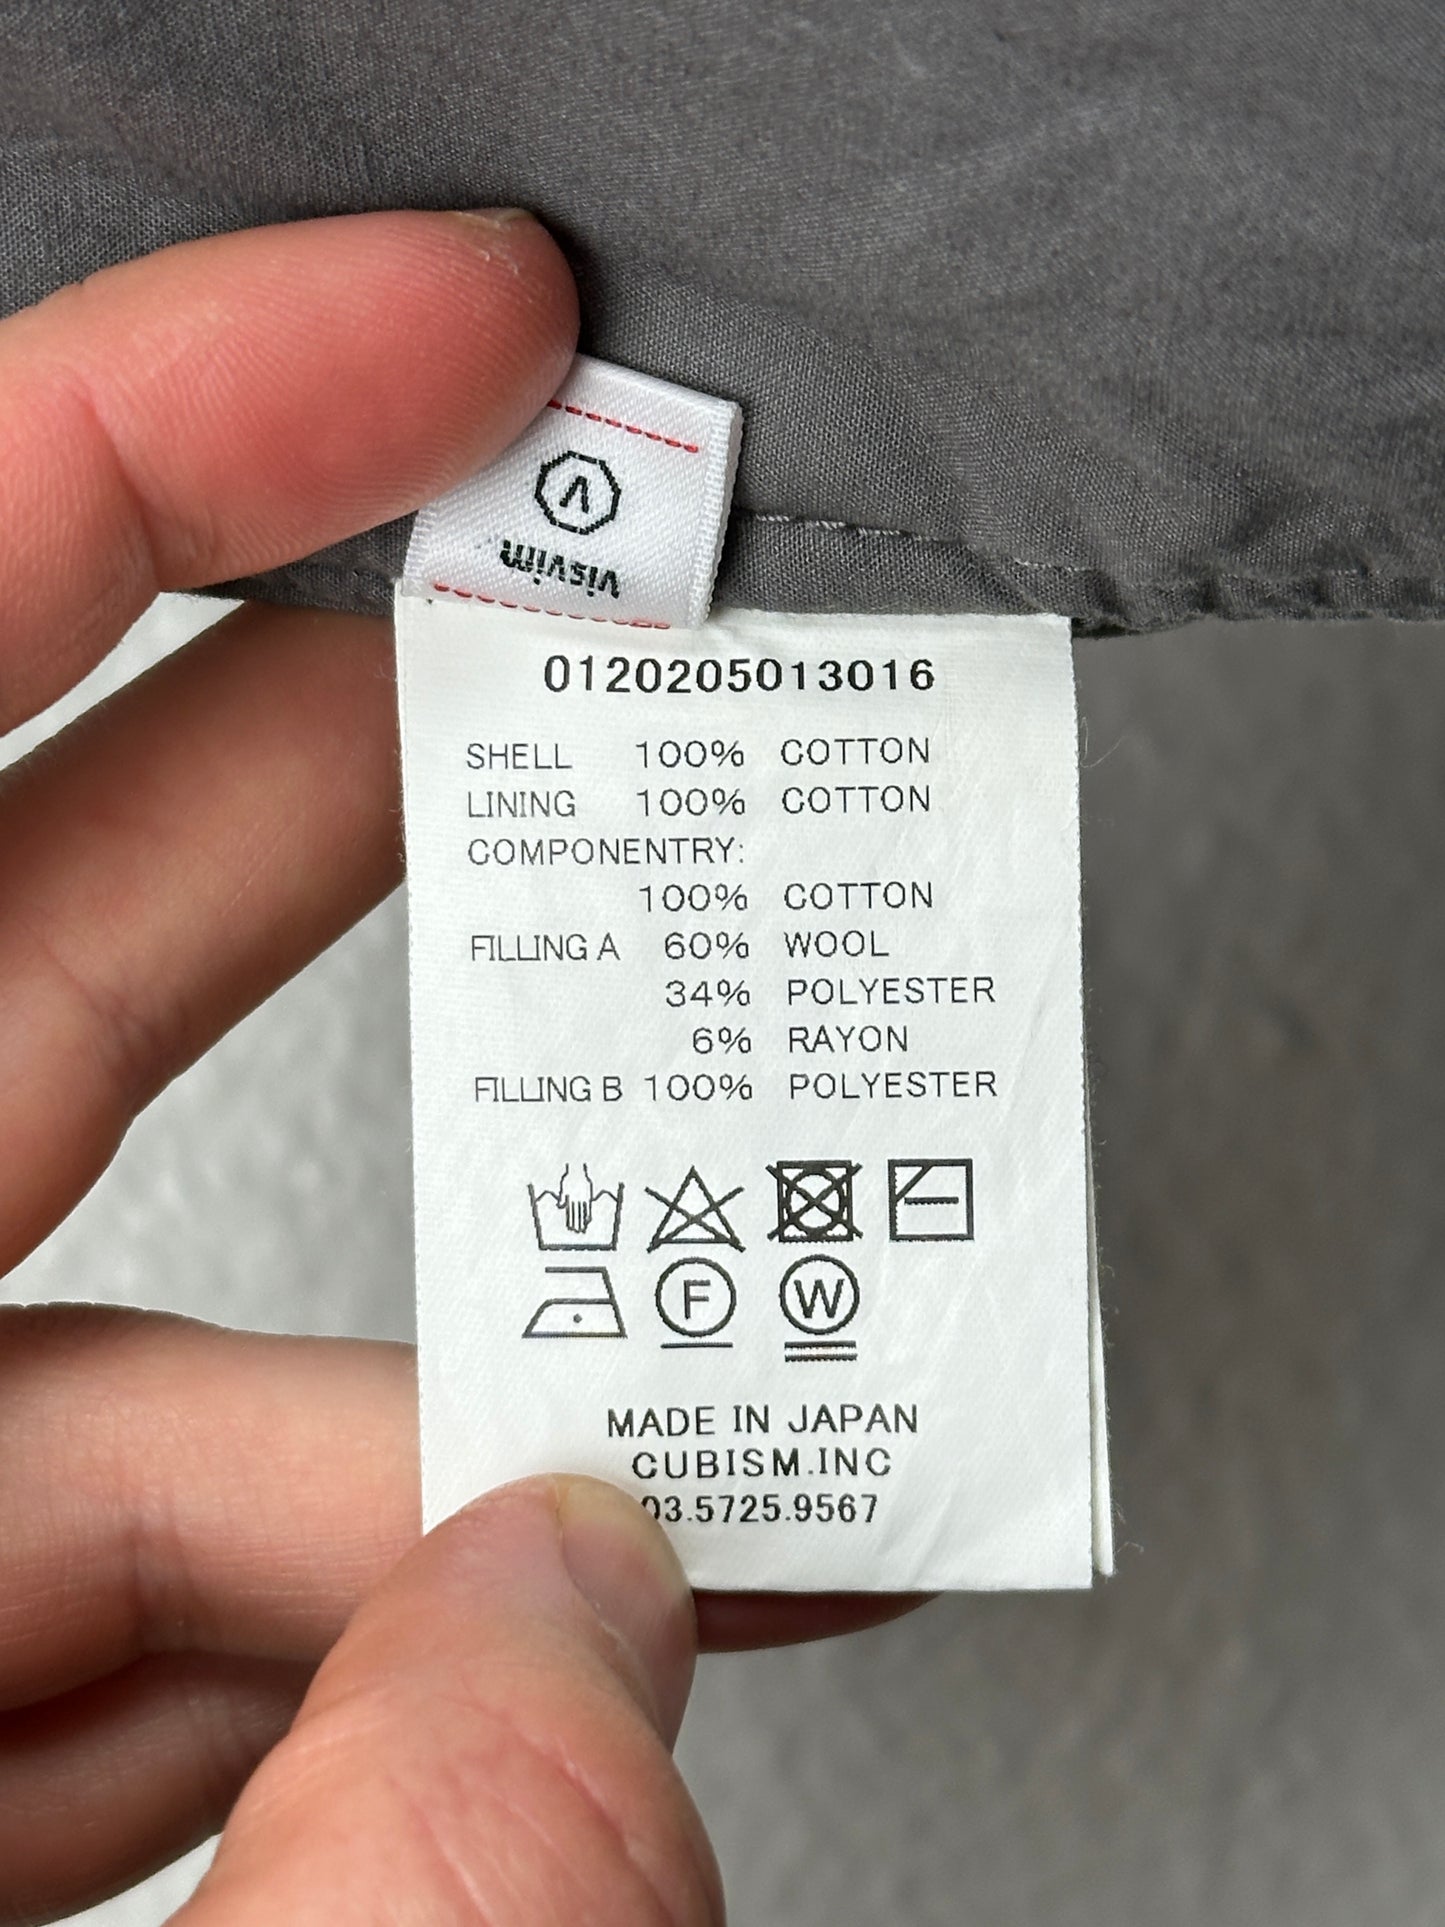 V
visvim
0120205013016
SHELL 100% COTTON
LINING 100% COTTON
COMPONENTRY:
100% COTTON
FILLING A 60% WOOL
34% POLYESTER
6% RAYON
FILLING B 100% POLYESTER
F W
MADE IN JAPAN
CUBISM.INC
03.5725.9567